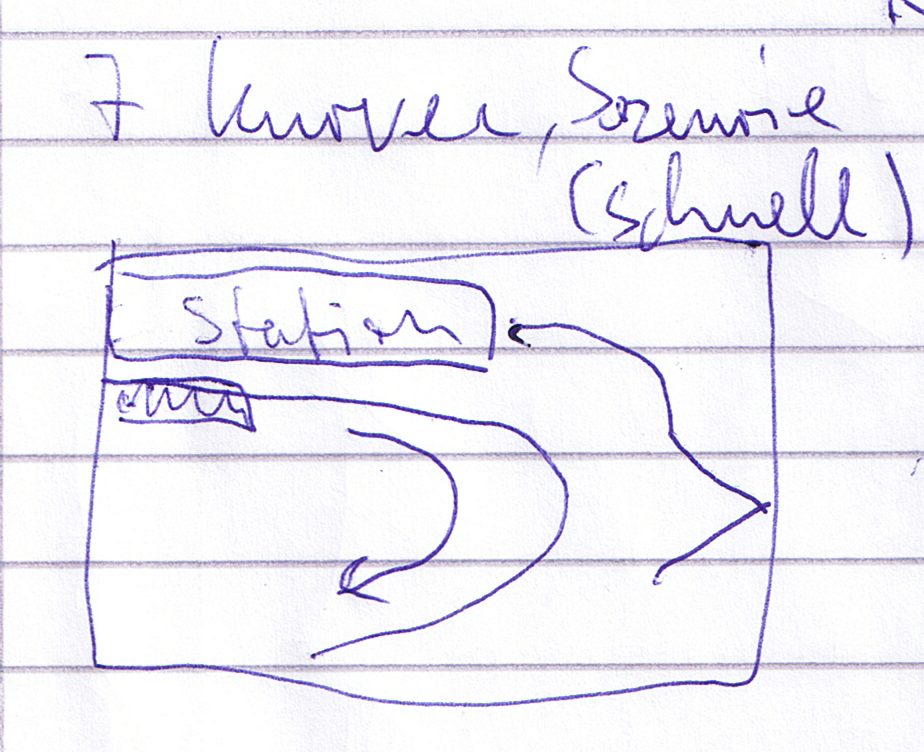 7 Kurven, Szenerie
(schnell)
Station